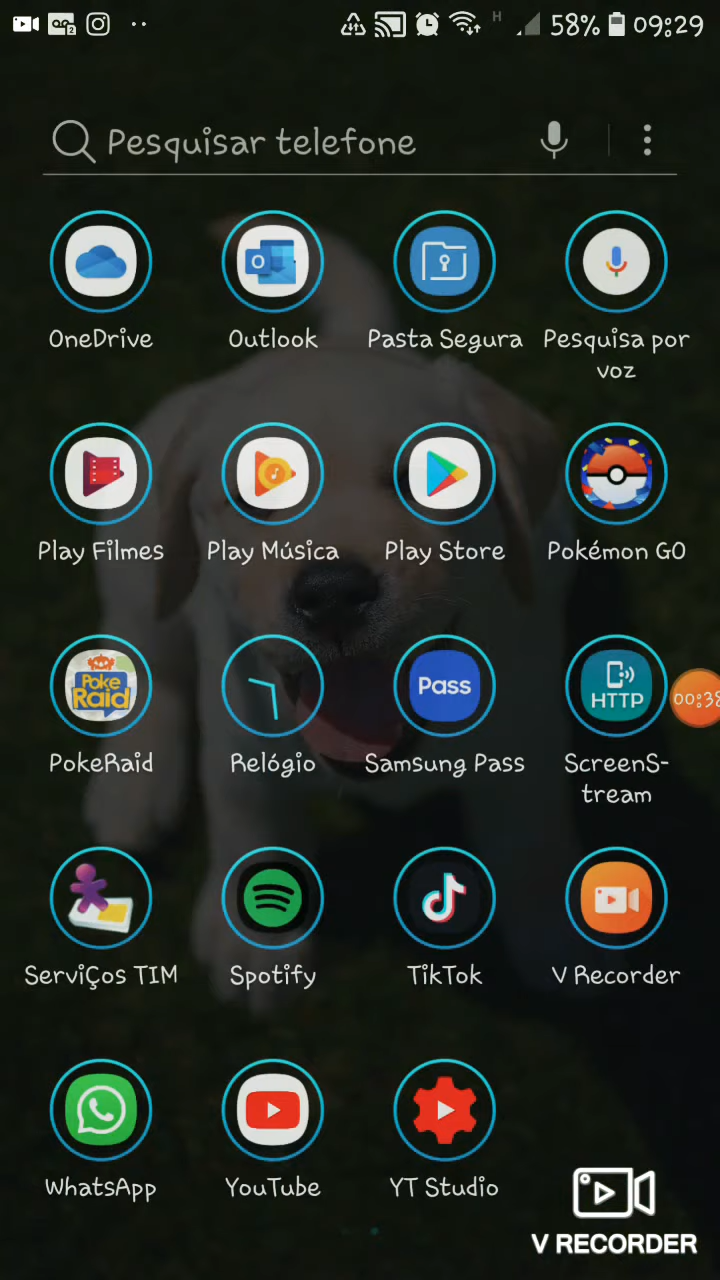 H 58% 09:29
Pesquisar telefone
OneDrive Outlook Pasta Segura Pesquisa por
voz
Play Filmes Play Música Play Store Pokémon GO
Poke
Raid
Pass
HTTP
00:38
PokeRaid Relógio Samsung Pass ScreenS-
tream
ServiÇos TIM Spotify TikTok V Recorder
WhatsApp YouTube YT Studio
V RECORDER